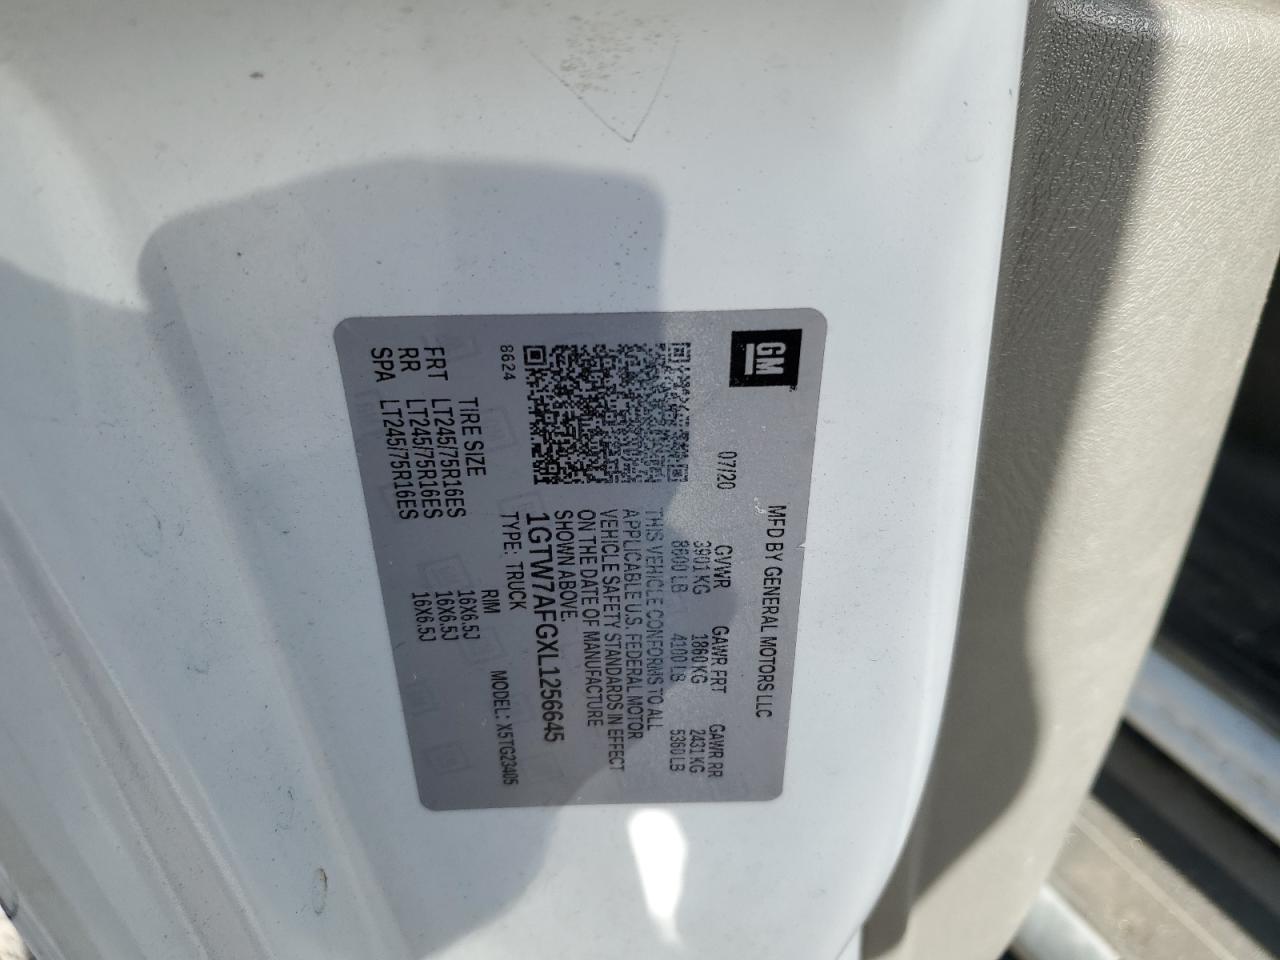 GM
MFD BY GENERAL MOTORS LLC
07/20 GVWR GAWR FRT GAWR RR
3901 KG 1860 KG 2431 KG
8600 LB 4100 LB 5360 LB
THIS VEHICLE CONFORMS TO ALL
APPLICABLE U.S. FEDERAL MOTOR
VEHICLE SAFETY STANDARDS IN EFFECT
ON THE DATE OF MANUFACTURE
SHOWN ABOVE.
1GTW7AFGXL1256645
8624 TYPE: TRUCK MODEL: X5TG23405
TIRE SIZE RIM
FRT LT245/75R16ES 16X6.5J
RR LT245/75R16ES 16X6.5J
SPA LT245/75R16ES 16X6.5J